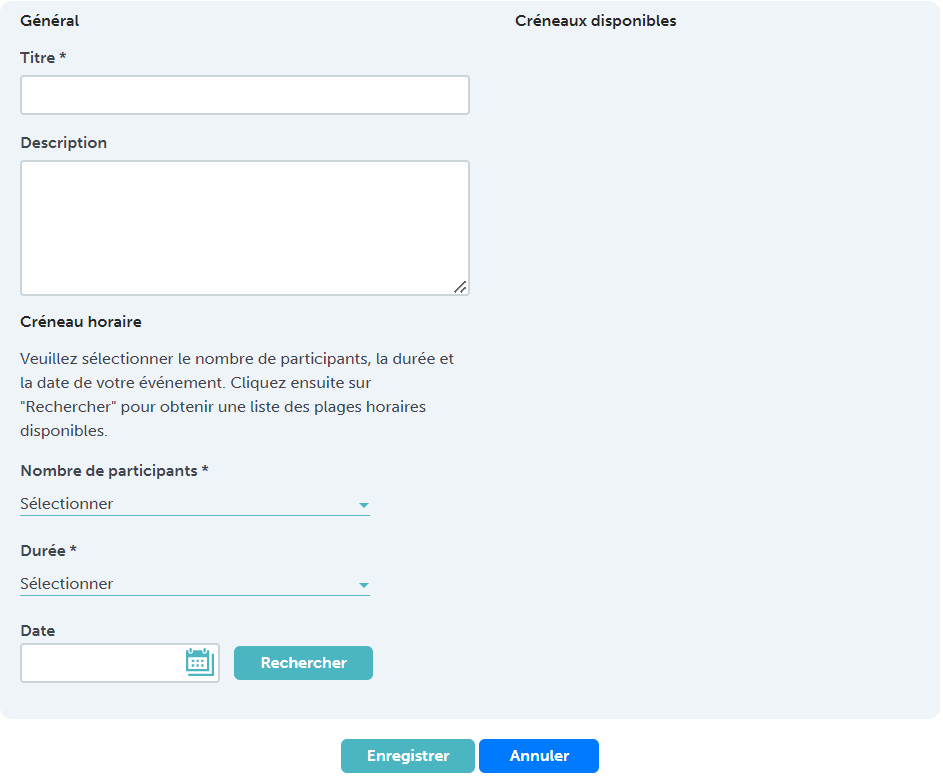 Général
Titre *
Description
Créneau horaire
Veuillez sélectionner le nombre de participants, la durée et
la date de votre événement. Cliquez ensuite sur
"Rechercher" pour obtenir une liste des plages horaires
disponibles.
Nombre de participants *
Sélectionner
Durée *
Sélectionner
Date
Rechercher
Créneaux disponibles
Enregistrer
Annuler